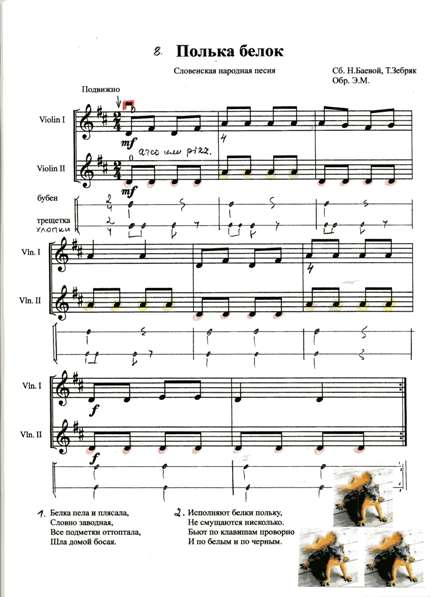 8. Полька белок
Словенская народная песня
Сб. Н.Баевой, Т.Зебряк
Обр. Э.М.
Подвижно
Violin I
mf
4
arco или pizz.
Violin II
mf
бубен
трещетка
хлопки
Vln. I
4
Vln. II
Vln. I
f
Vln. II
f
1. Белка пела и плясала,
Словно заводная,
Все подметки оттоптала,
Шла домой босая.
2. Исполняют белки польку,
Не смущаются нисколько.
Бьют по клавишам проворно
И по белым и по черным.